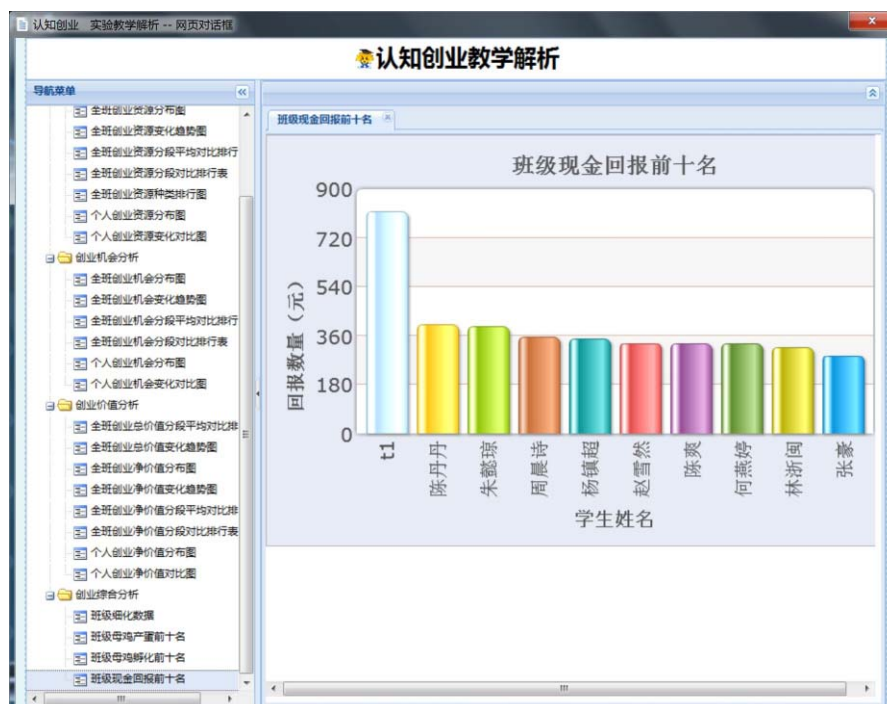 认知创业 实验教学解析 -- 网页对话框
认知创业教学解析
导航菜单
全班创业资源分布图
全班创业资源变化趋势图
全班创业资源分段平均对比排行
全班创业资源分段对比排行表
全班创业资源种类排行图
个人创业资源分布图
个人创业资源变化对比图
创业机会分析
全班创业机会分布图
全班创业机会变化趋势图
全班创业机会分段平均对比排行
全班创业机会分段对比排行表
个人创业机会分布图
个人创业机会变化对比图
创业价值分析
全班创业总价值分段平均对比排
全班创业总价值变化趋势图
全班创业净价值分布图
全班创业净价值变化趋势图
全班创业净价值分段平均对比排
全班创业净价值分段对比排行表
个人创业净价值分布图
个人创业净价值对比图
创业综合分析
班级细化数据
班级母鸡产蛋前十名
班级母鸡孵化前十名
班级现金回报前十名
班级现金回报前十名
班级现金回报前十名
回报数量（元）
900
720
540
360
180
0
t1
陈丹丹
朱懿琼
周晨诗
杨镇超
赵雪然
陈爽
何燕婷
林浙闽
张豪
学生姓名